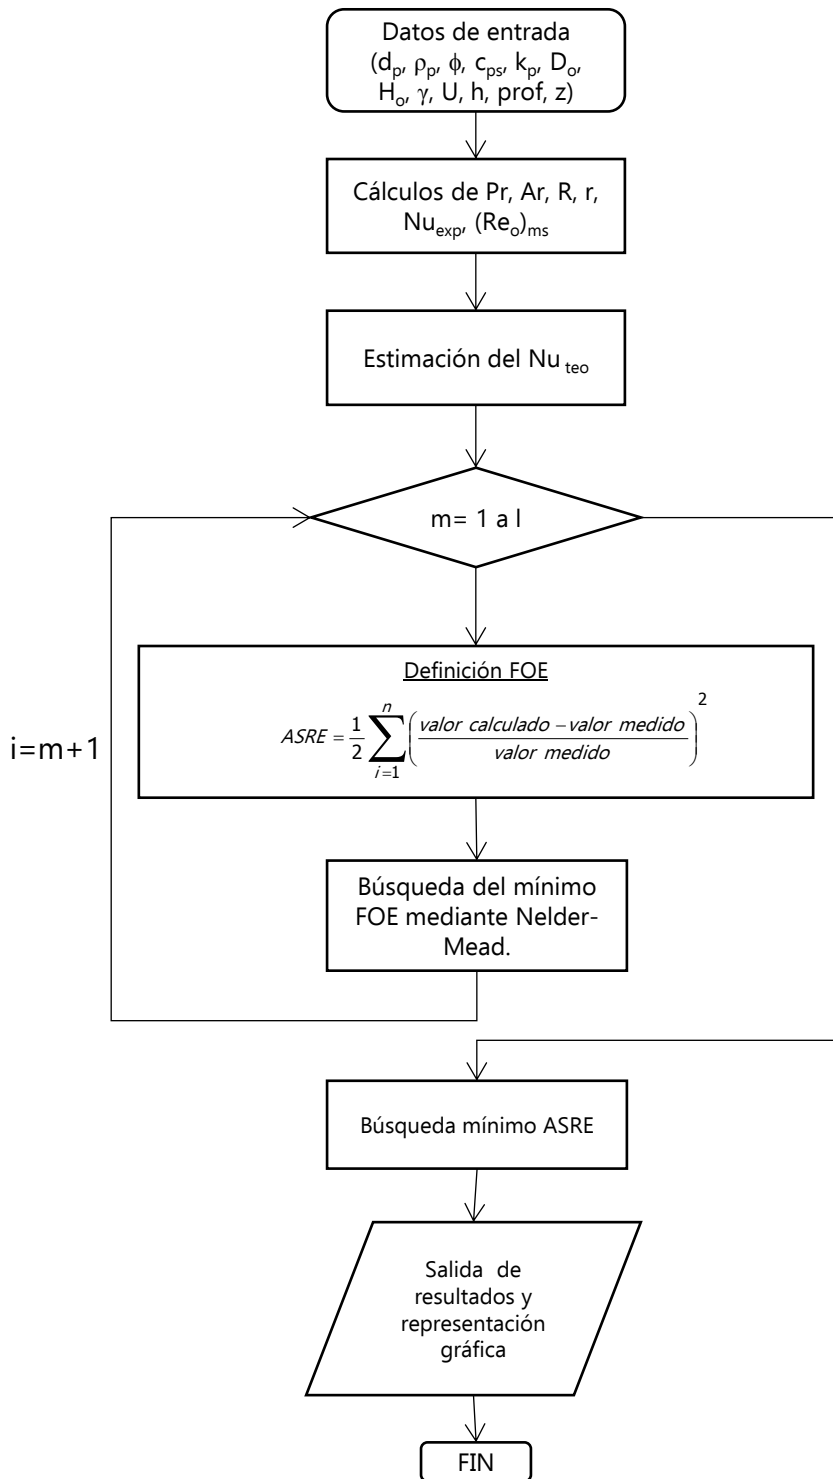 Datos de entrada
(dp, ρp, ϕ, cps, kp, Do,
Ho, γ, U, h, prof, z)
Cálculos de Pr, Ar, R, r,
Nuexp, (Reo)ms
Estimación del Nu teo
m= 1 a l
Definición FOE
ASRE = 1/2 ∑ i=1 n (valor calculado – valor medido / valor medido)2
i=m+1
Búsqueda del mínimo
FOE mediante Nelder-
Mead.
Búsqueda mínimo ASRE
Salida de
resultados y
representación
gráfica
FIN